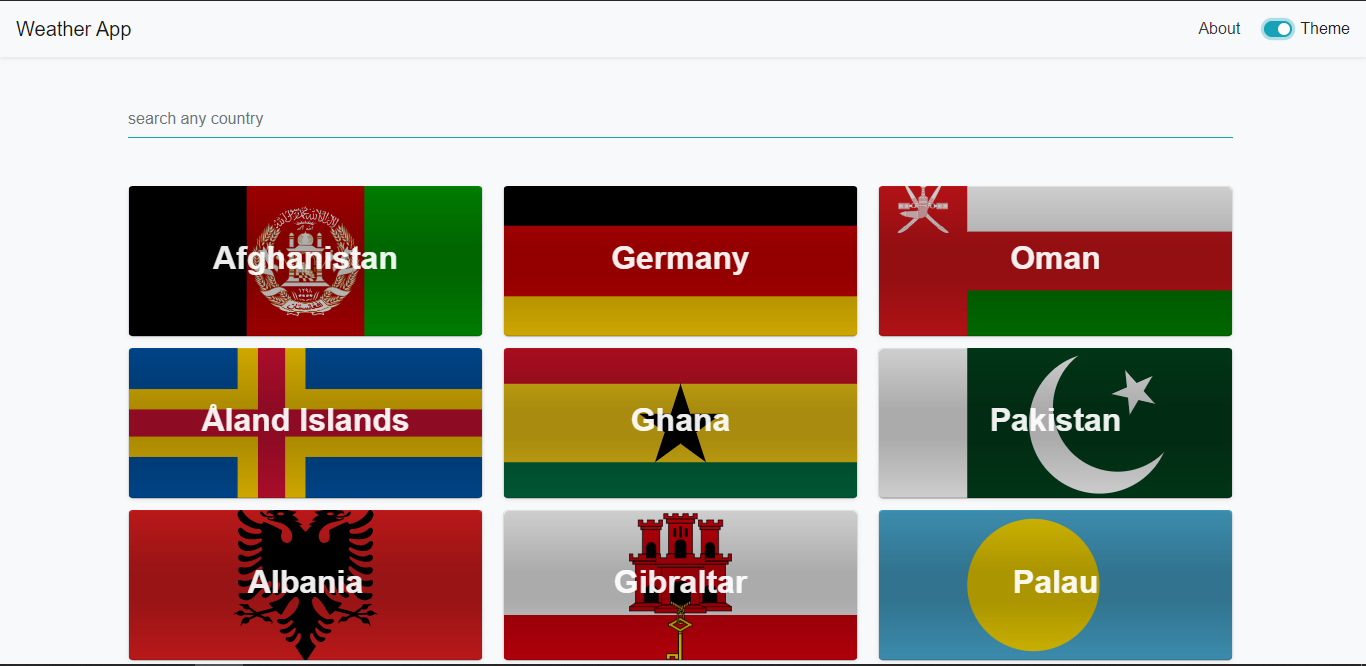 Weather App
About
Theme
search any country
Afghanistan
Germany
Oman
Åland Islands
Ghana
Pakistan
Albania
Gibraltar
Palau